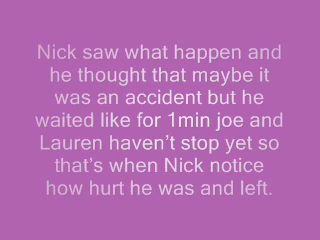 Nick saw what happen and
he thought that maybe it
was an accident but he
waited like for 1min joe and
Lauren haven't stop yet so
that's when Nick notice
how hurt he was and left.